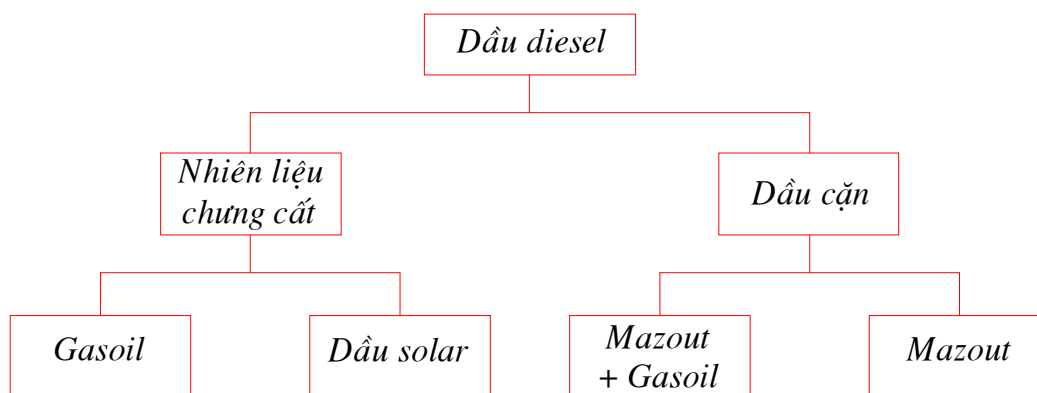 Dầu diesel
Nhiên liệu
chưng cất
Dầu cặn
Gasoil
Dầu solar
Mazout
+ Gasoil
Mazout